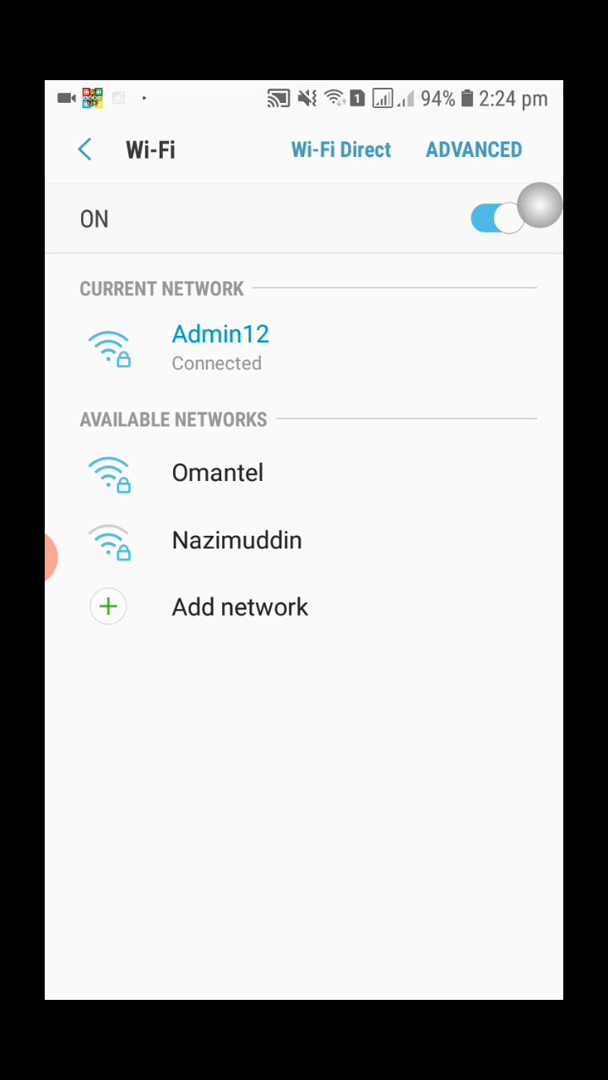 1 94% 2:24 pm
Wi-Fi Wi-Fi Direct ADVANCED
ON
CURRENT NETWORK
Admin12
Connected
AVAILABLE NETWORKS
Omantel
Nazimuddin
Add network